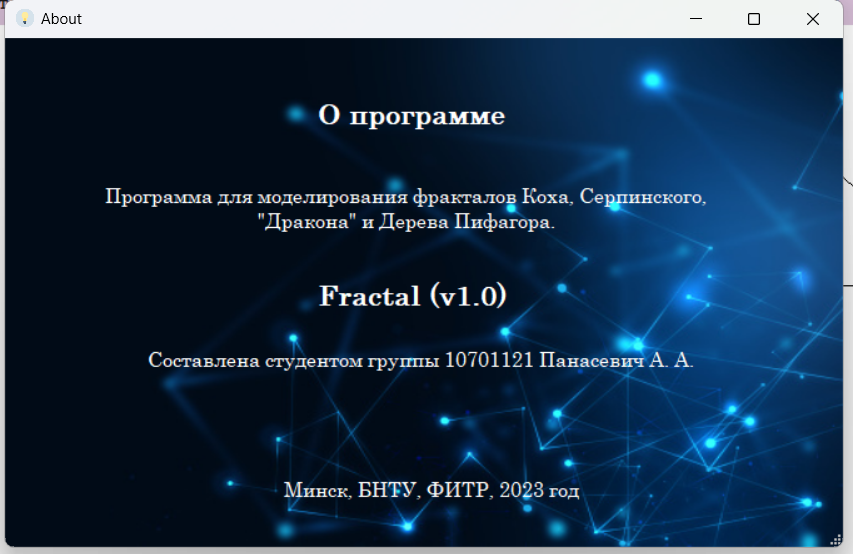 About
О программе
Программа для моделирования фракталов Коха, Серпинского,
"Дракона" и Дерева Пифагора.
Fractal (v1.0)
Составлена студентом группы 10701121 Панасевич А. А.
Минск, БНТУ, ФИТР, 2023 год